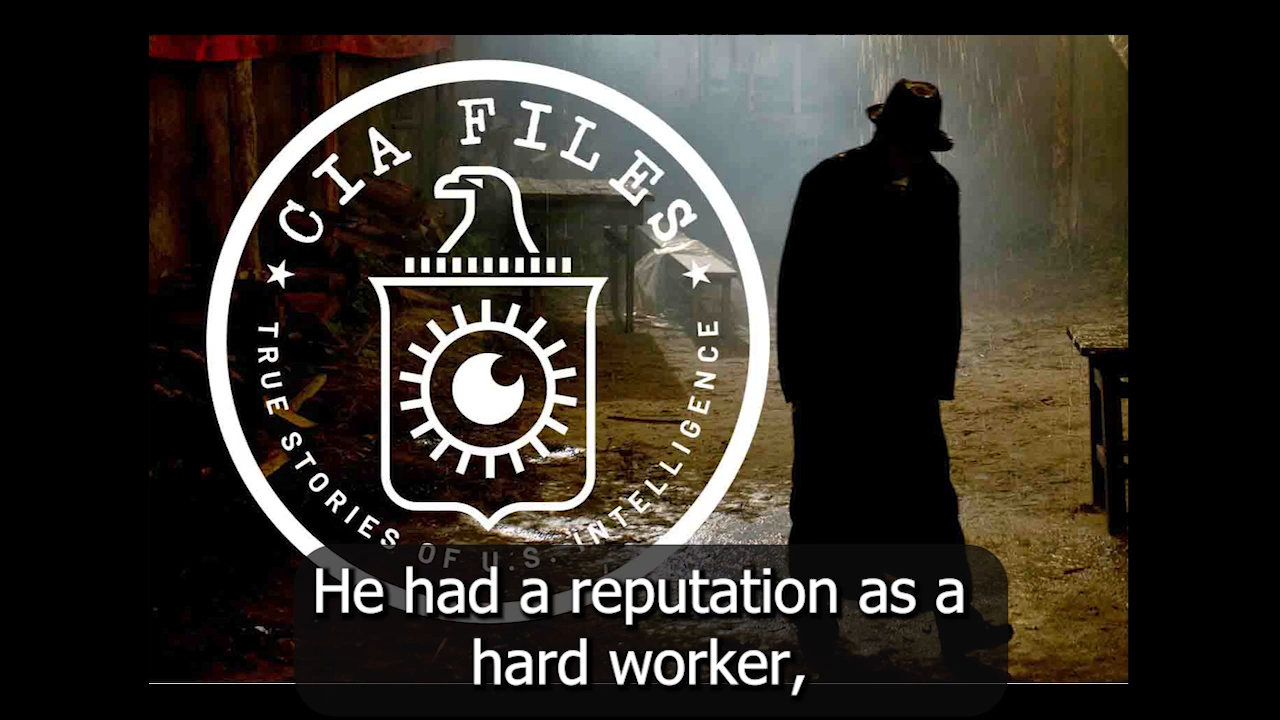 CIA FILES
TRUE STORIES OF U.S. INTELLIGENCE
He had a reputation as a
hard worker,